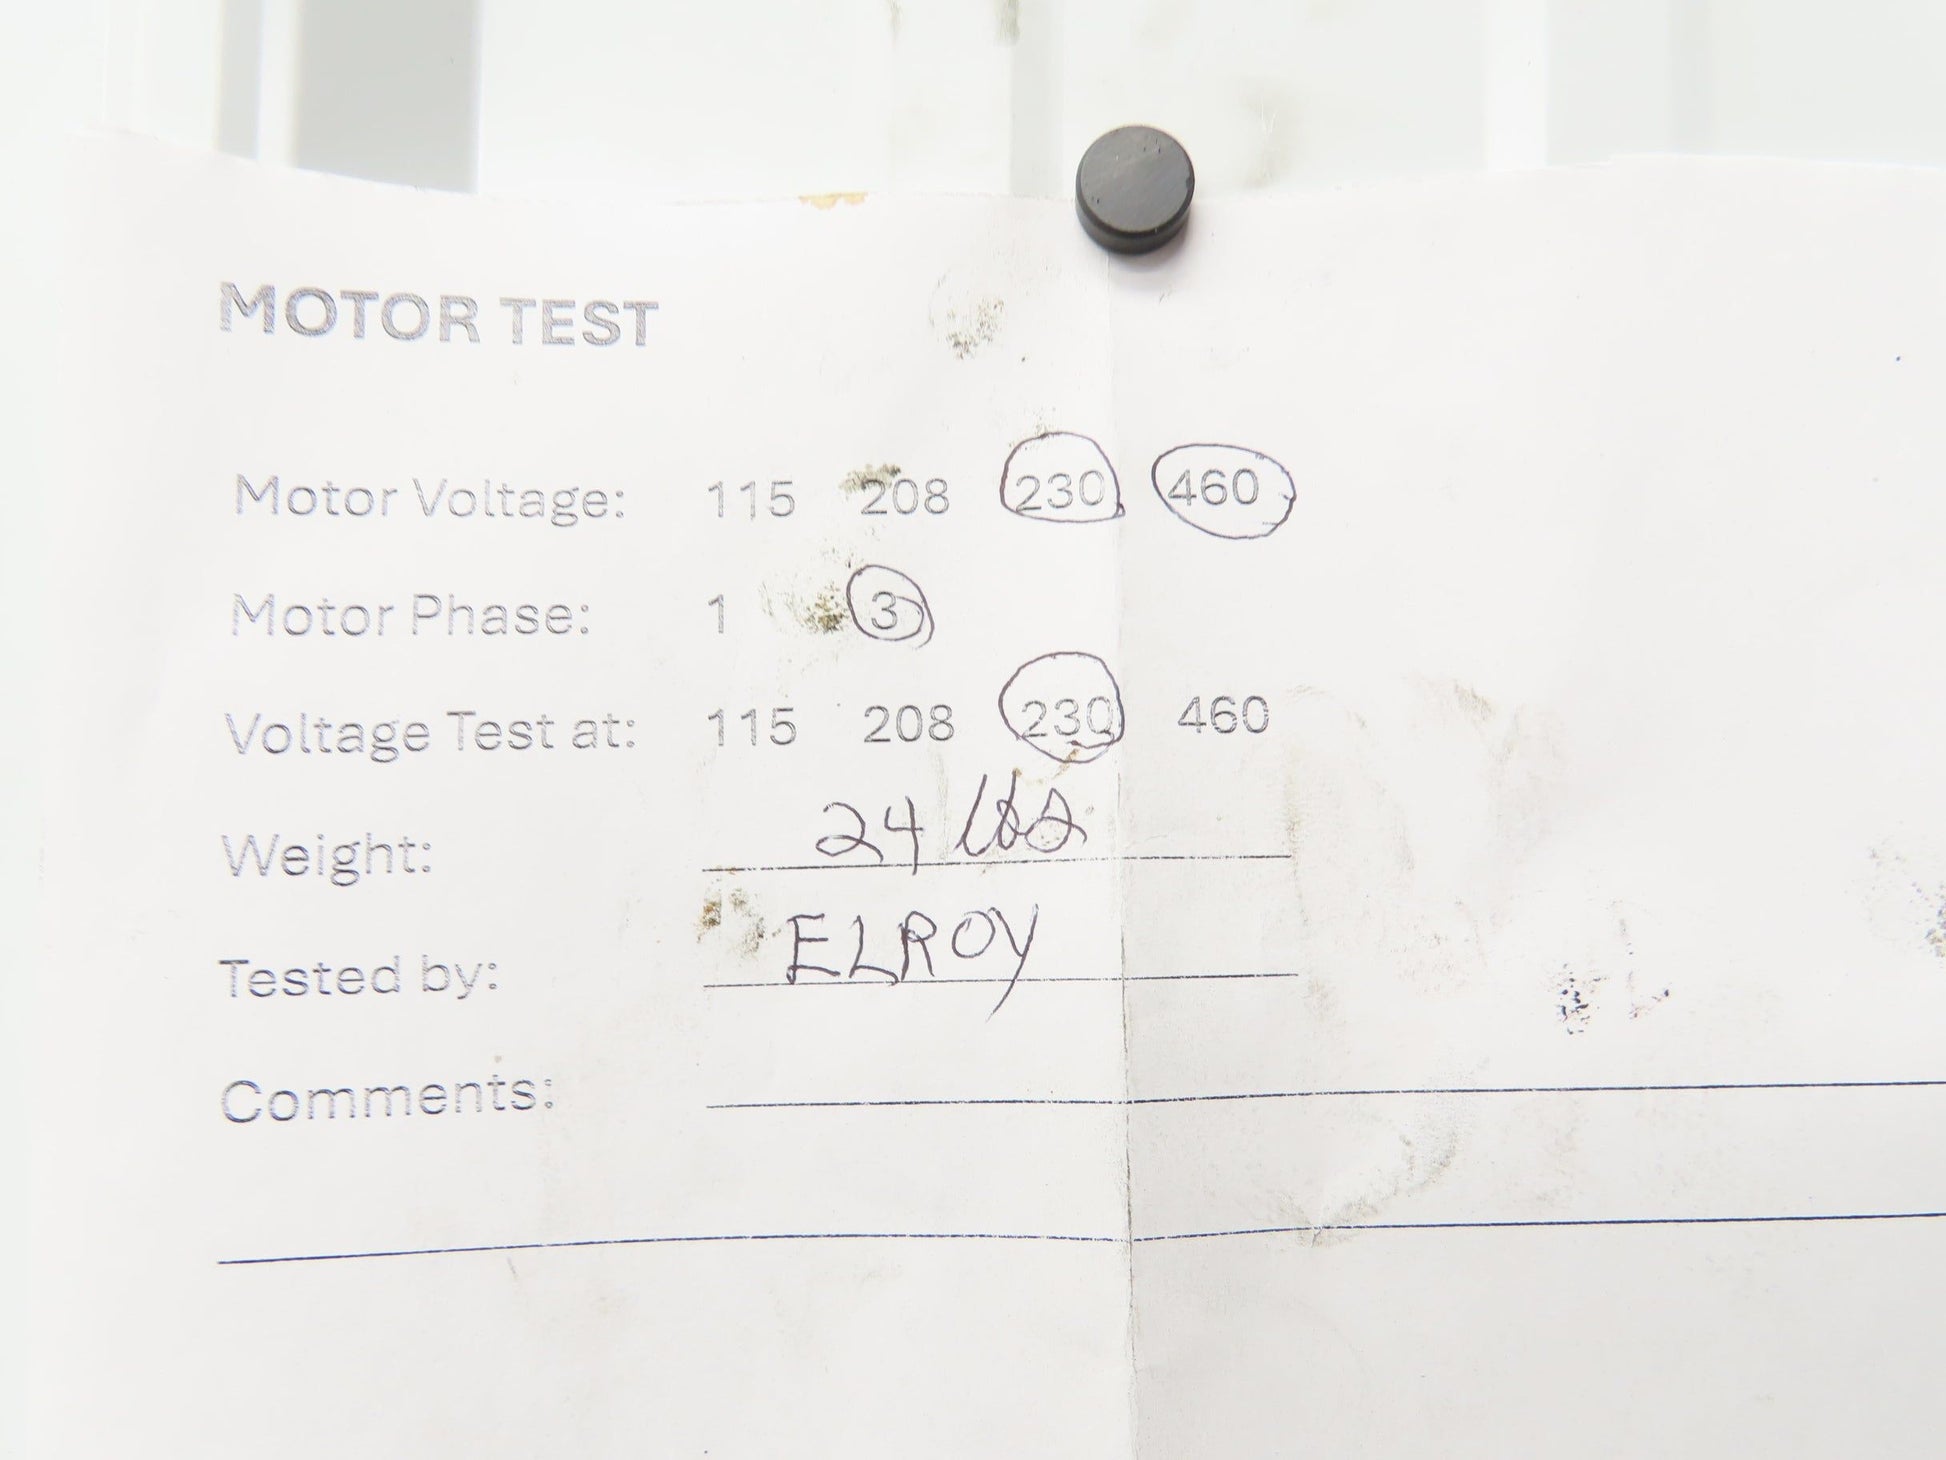 MOTOR TEST
Motor Voltage: 115 208 230 460
Motor Phase: 1 3
Voltage Test at: 115 208 230 460
Weight: 24 lbs
Tested by: ELROY
Comments: